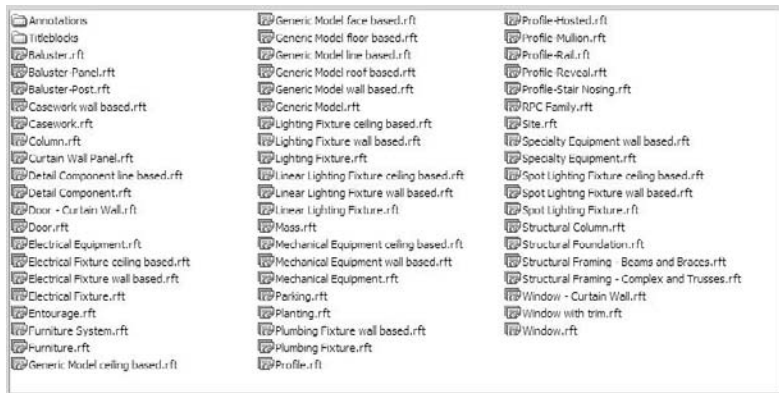 Annotations
Titleblocks
Baluster.rft
Baluster-Panel.rft
Baluster-Post.rft
Casework wall based.rft
Casework.rft
Column.rft
Curtain Wall Panel.rft
Detail Component line based.rft
Detail Component.rft
Door - Curtain Wall.rft
Door.rft
Electrical Equipment.rft
Electrical Fixture ceiling based.rft
Electrical Fixture wall based.rft
Electrical Fixture.rft
Entourage.rft
Furniture System.rft
Furniture.rft
Generic Model ceiling based.rft
Generic Model face based.rft
Generic Model floor based.rft
Generic Model line based.rft
Generic Model roof based.rft
Generic Model wall based.rft
Generic Model.rft
Lighting Fixture ceiling based.rft
Lighting Fixture wall based.rft
Lighting Fixture.rft
Linear Lighting Fixture ceiling based.rft
Linear Lighting Fixture wall based.rft
Linear Lighting Fixture.rft
Mass.rft
Mechanical Equipment ceiling based.rft
Mechanical Equipment wall based.rft
Mechanical Equipment.rft
Parking.rft
Planting.rft
Plumbing Fixture wall based.rft
Plumbing Fixture.rft
Profile.rft
Profile-Hosted.rft
Profile-Mullion.rft
Profile-Rail.rft
Profile-Reveal.rft
Profile-Stair Nosing.rft
RPC Family.rft
Site.rft
Specialty Equipment wall based.rft
Specialty Equipment.rft
Spot Lighting Fixture ceiling based.rft
Spot Lighting Fixture wall based.rft
Spot Lighting Fixture.rft
Structural Column.rft
Structural Foundation.rft
Structural Framing - Beams and Braces.rft
Structural Framing - Complex and Trusses.rft
Window - Curtain Wall.rft
Window with trim.rft
Window.rft